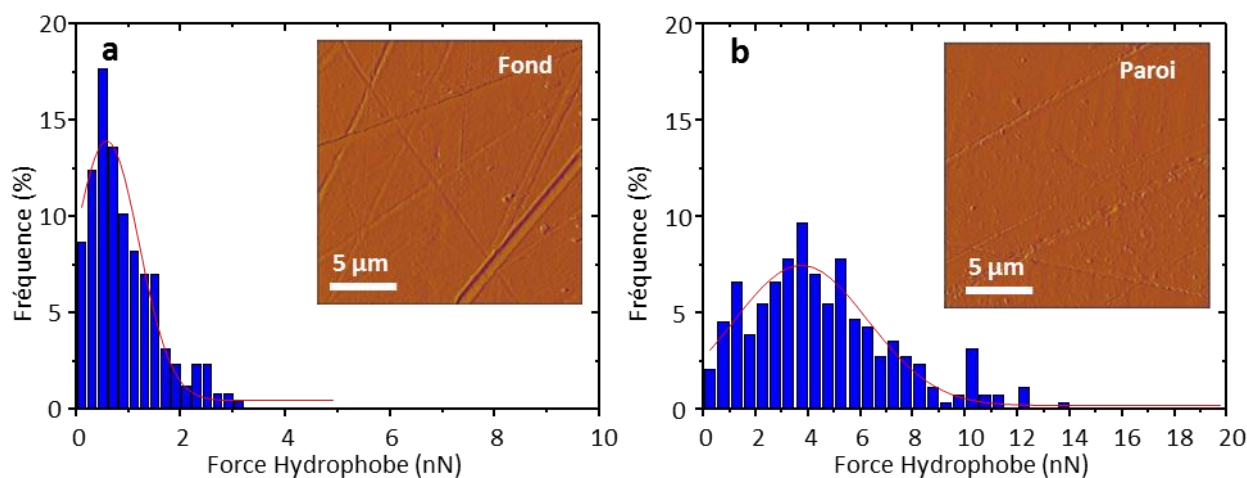 a
Fond
5 µm
20
15
10
5
0
Fréquence (%)
0 2 4 6 8 10
Force Hydrophobe (nN)
b
Paroi
5 µm
20
15
10
5
0
Fréquence (%)
0 2 4 6 8 10 12 14 16 18 20
Force Hydrophobe (nN)